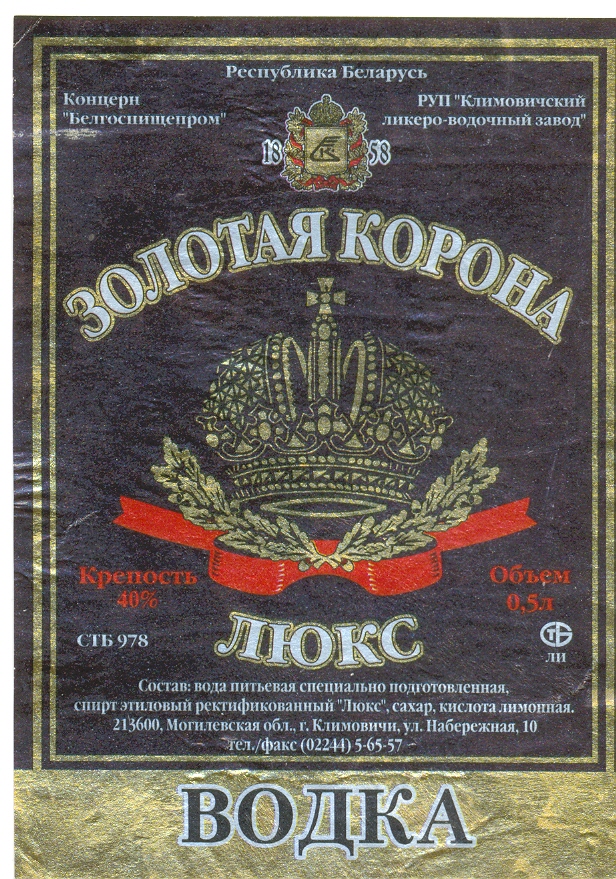 Республика Беларусь
Концерн
"Белгоспищепром"
РУП "Климовичский
ликеро-водочный завод"
18 58
ЗОЛОТАЯ КОРОНА
Крепость
40%
Объем
0,5л
СТБ 978
ЛЮКС
ЛИ
Состав: вода питьевая специально подготовленная,
спирт этиловый ректификованный "Люкс", сахар, кислота лимонная.
213600, Могилевская обл., г. Климовичи, ул. Набережная, 10
тел./факс (02244) 5-65-57
ВОДКА